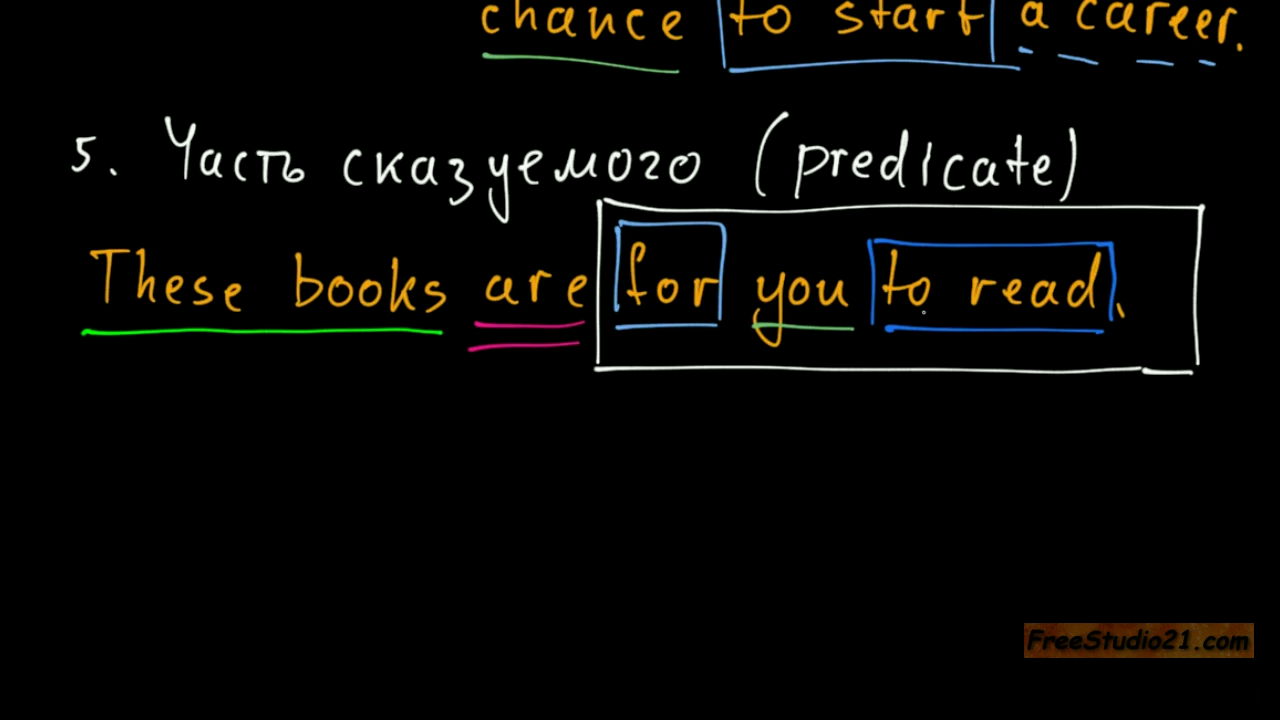 chance to start a career.
5. Часть сказуемого (predicate)
These books are for you to read.
FreeStudio21.com